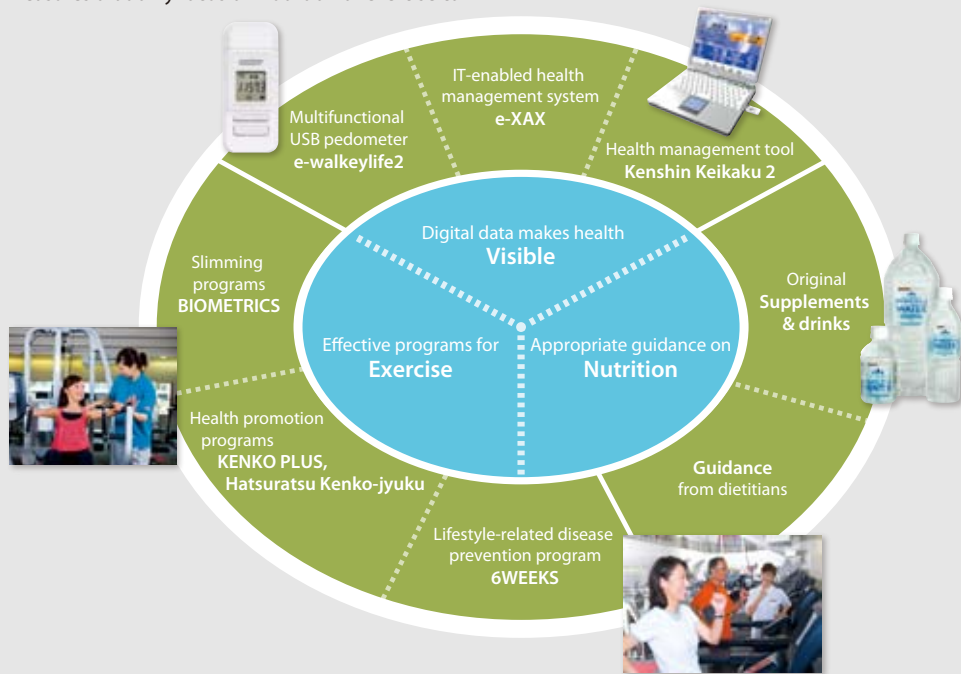 IT-enabled health
management system
e-XAX
Multifunctional
USB pedometer
e-walkeylife2
Health management tool
Kenshin Keikaku 2
Digital data makes health
Visible
Slimming
programs
BIOMETRICS
Original
Supplements
& drinks
Effective programs for
Exercise
Appropriate guidance on
Nutrition
Health promotion
programs
KENKO PLUS,
Hatsuratsu Kenko-jyuku
Guidance
from dietitians
Lifestyle-related disease
prevention program
6WEEKS